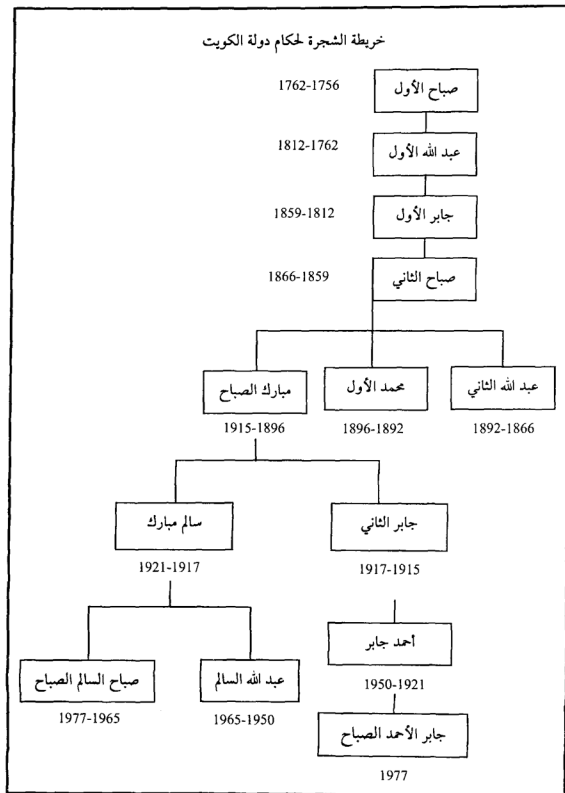 خريطة الشجرة لحكام دولة الكويت
صباح الأول
1762-1756
عبد الله الأول
1812-1762
جابر الأول
1859-1812
صباح الثاني
1866-1859
عبد الله الثاني
محمد الأول
مبارك الصباح
1892-1866
1896-1892
1915-1896
جابر الثاني
سالم مبارك
1917-1915
1921-1917
أحمد جابر
1950-1921
عبد الله السالم
صباح السالم الصباح
1965-1950
1977-1965
جابر الأحمد الصباح
1977